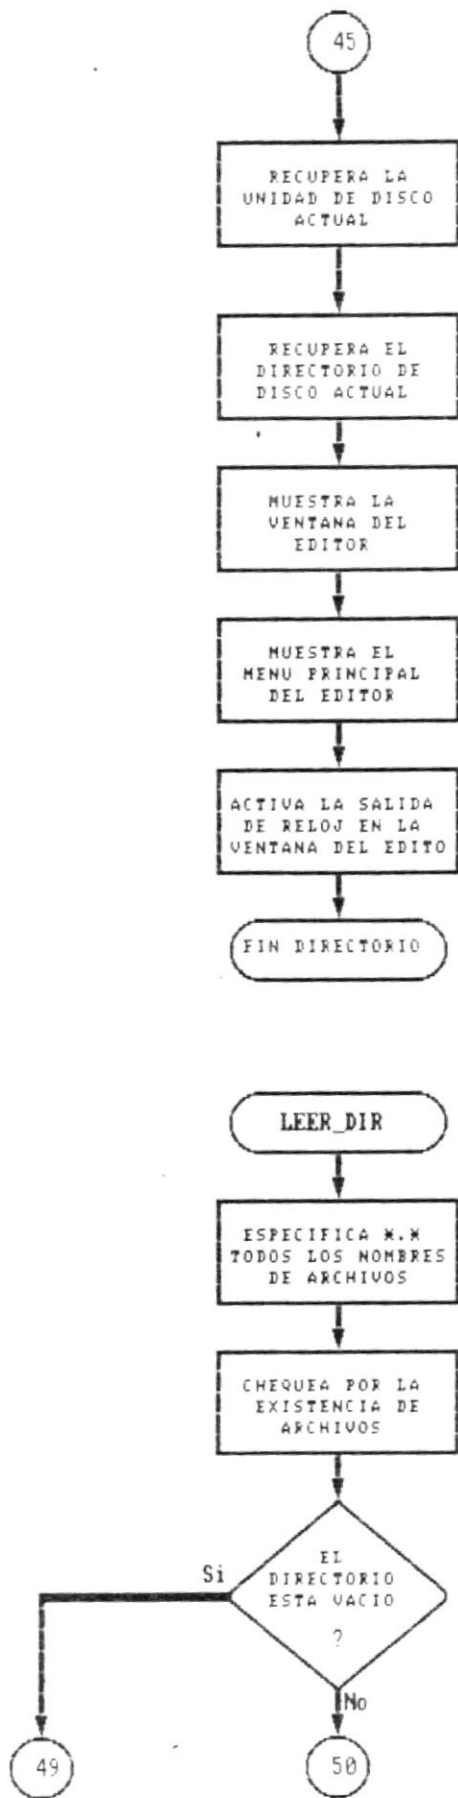 45
RECUPERA LA
UNIDAD DE DISCO
ACTUAL
RECUPERA EL
DIRECTORIO DE
DISCO ACTUAL
MUESTRA LA
VENTANA DEL
EDITOR
MUESTRA EL
MENU PRINCIPAL
DEL EDITOR
ACTIVA LA SALIDA
DE RELOJ EN LA
VENTANA DEL EDITO
FIN DIRECTORIO
LEER_DIR
ESPECIFICA *.*
TODOS LOS NOMBRES
DE ARCHIVOS
CHEQUEA POR LA
EXISTENCIA DE
ARCHIVOS
EL
DIRECTORIO
ESTA VACIO
?
Si
No
49
50